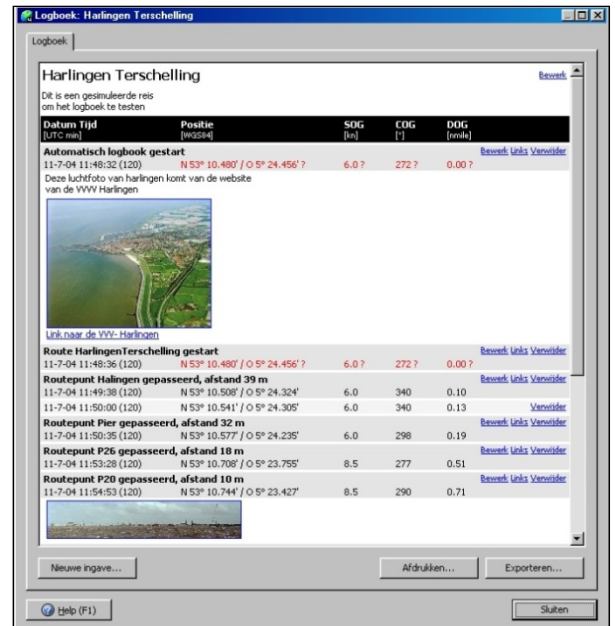 Logboek: Harlingen Terschelling
Logboek
Harlingen Terschelling Bewerk
Dit is een gesimuleerde reis
om het logboek te testen
Datum Tijd Positie SOG COG DOG
[UTC min] [WGS84] [kn] [°] [nmile]
Automatisch logbook gestart Bewerk Links Verwijder
11-7-04 11:48:32 (120) N 53° 10.480' / O 5° 24.456' ? 6.0 ? 272 ? 0.00 ?
Deze luchtfoto van harlingen komt van de website
van de VVVV Harlingen
Link naar de VVV- Harlingen
Route HarlingenTerschelling gestart Bewerk Links Verwijder
11-7-04 11:48:36 (120) N 53° 10.480' / O 5° 24.456' ? 6.0 ? 272 ? 0.00 ?
Routepunt Halingen gepasseerd, afstand 39 m Bewerk Links Verwijder
11-7-04 11:49:38 (120) N 53° 10.508' / O 5° 24.324' 6.0 340 0.10
11-7-04 11:50:00 (120) N 53° 10.541' / O 5° 24.305' 6.0 340 0.13 Verwijder
Routepunt Pier gepasseerd, afstand 32 m Bewerk Links Verwijder
11-7-04 11:50:35 (120) N 53° 10.577' / O 5° 24.235' 6.0 298 0.19
Routepunt P26 gepasseerd, afstand 18 m Bewerk Links Verwijder
11-7-04 11:53:28 (120) N 53° 10.708' / O 5° 23.755' 8.5 277 0.51
Routepunt P20 gepasseerd, afstand 10 m Bewerk Links Verwijder
11-7-04 11:54:53 (120) N 53° 10.744' / O 5° 23.427' 8.5 290 0.71
Nieuwe ingave... Afdrukken... Exporteren...
Help (F1) Sluiten